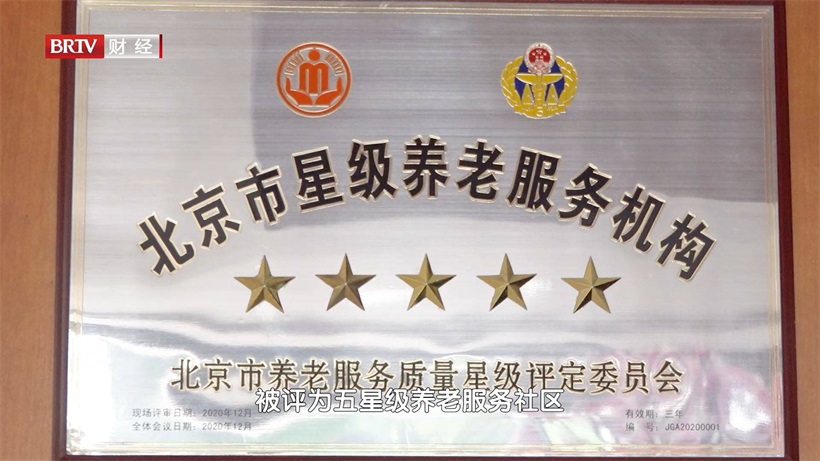 BRTV 财经
北京市星级养老服务机构
北京市养老服务质量星级评定委员会
被评为五星级养老服务社区
现场评审日期：2020年12月
全体会议日期：2020年12月
有效期：三年
编 号：JGA20200001